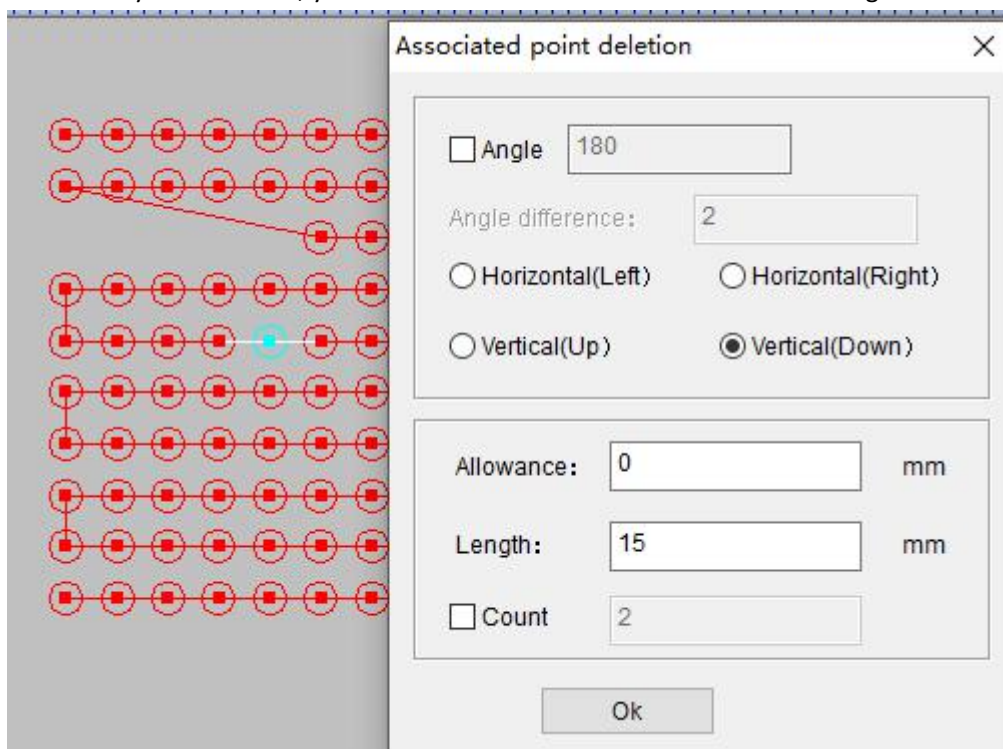 Associated point deletion
Angle 180
Angle difference: 2
Horizontal(Left) Horizontal(Right)
Vertical(Up) Vertical(Down)
Allowance: 0 mm
Length: 15 mm
Count 2
Ok